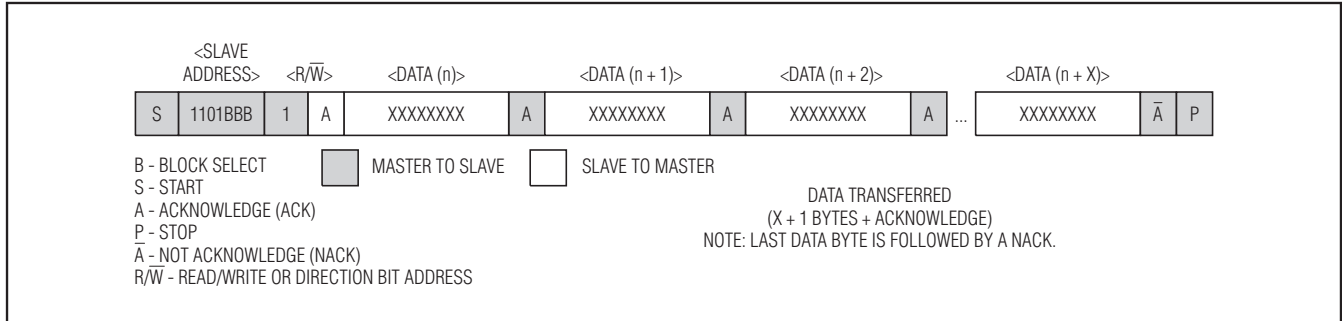 <SLAVE
ADDRESS> <R/W̅> <DATA (n)> <DATA (n + 1)> <DATA (n + 2)> <DATA (n + X)>
S 1101BBB 1 A XXXXXXXX A XXXXXXXX A XXXXXXXX A ... XXXXXXXX A̅ P
B - BLOCK SELECT
S - START
A - ACKNOWLEDGE (ACK)
P - STOP
A̅ - NOT ACKNOWLEDGE (NACK)
R/W̅ - READ/WRITE OR DIRECTION BIT ADDRESS
MASTER TO SLAVE
SLAVE TO MASTER
DATA TRANSFERRED
(X + 1 BYTES + ACKNOWLEDGE)
NOTE: LAST DATA BYTE IS FOLLOWED BY A NACK.